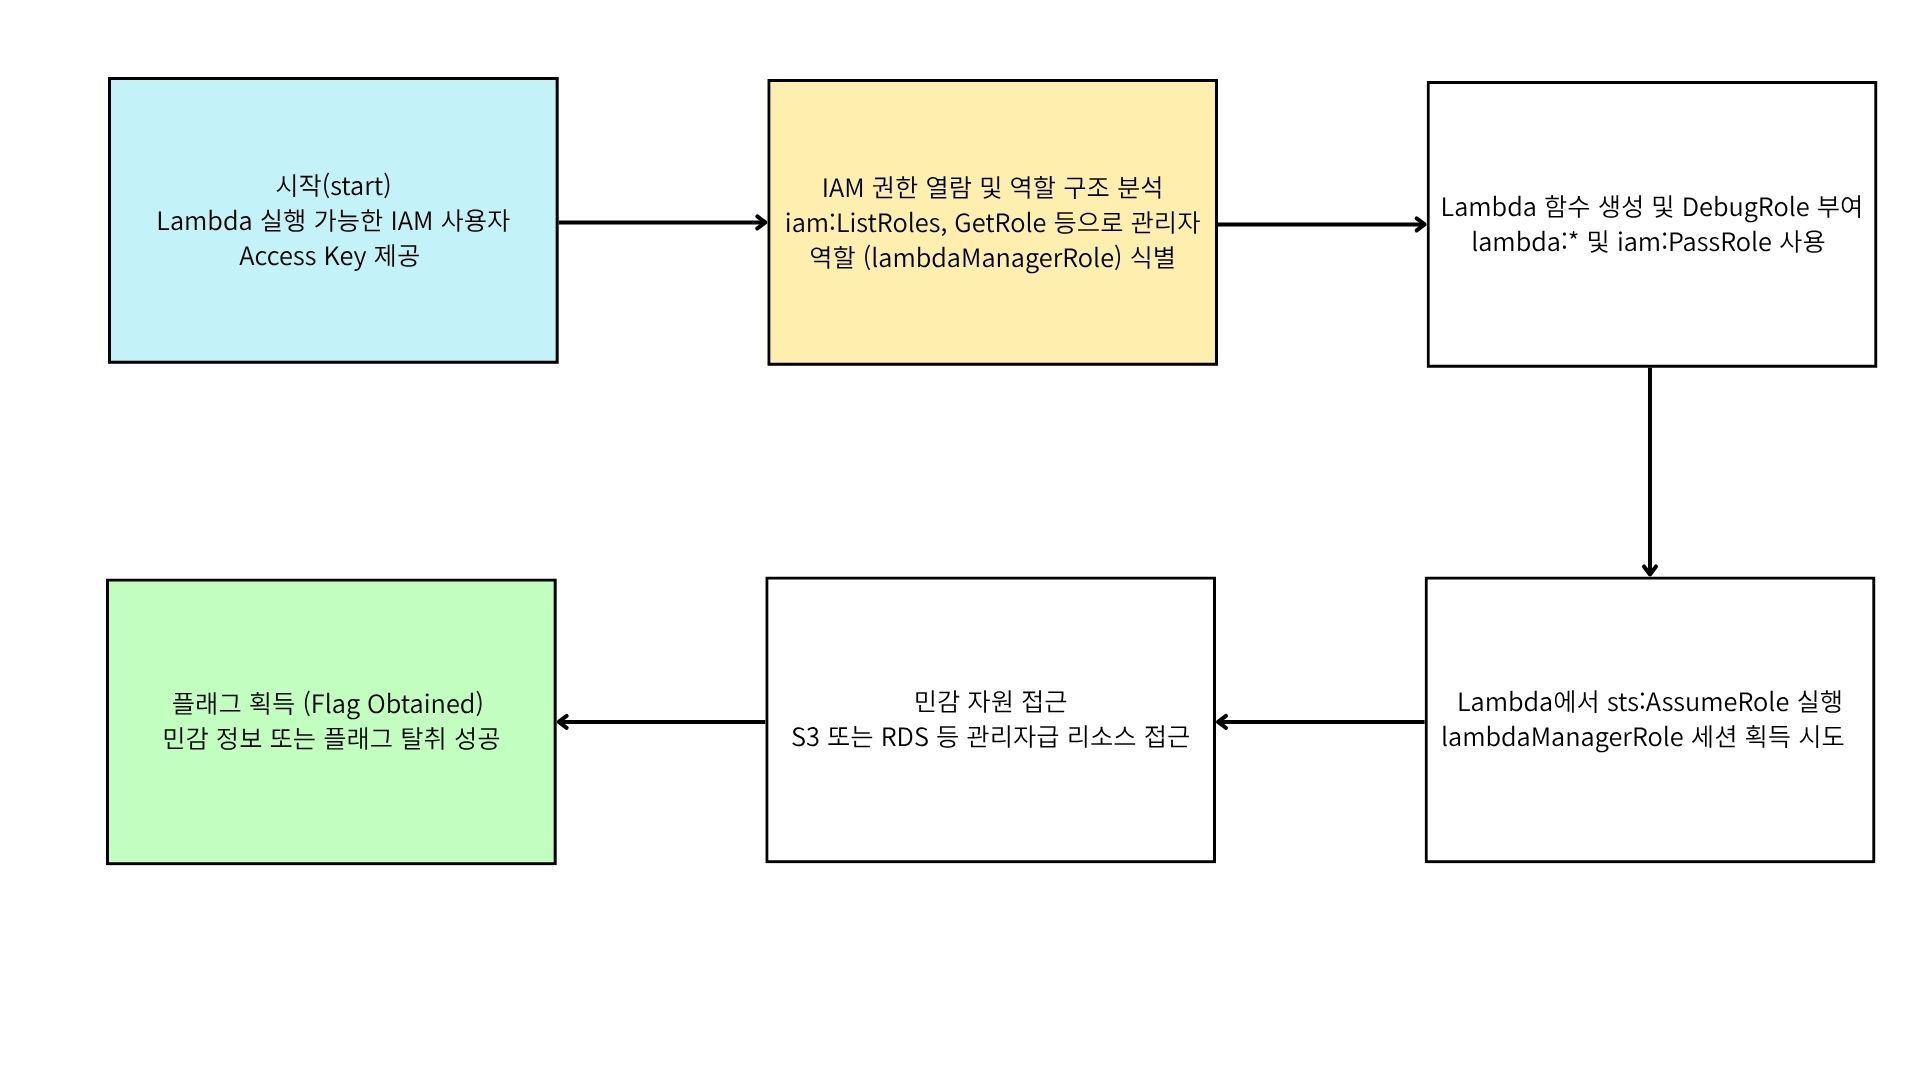 시작(start)
Lambda 실행 가능한 IAM 사용자
Access Key 제공
IAM 권한 열람 및 역할 구조 분석
iam:ListRoles, GetRole 등으로 관리자
역할 (lambdaManagerRole) 식별
Lambda 함수 생성 및 DebugRole 부여
lambda:* 및 iam:PassRole 사용
Lambda에서 sts:AssumeRole 실행
lambdaManagerRole 세션 획득 시도
민감 자원 접근
S3 또는 RDS 등 관리자급 리소스 접근
플래그 획득 (Flag Obtained)
민감 정보 또는 플래그 탈취 성공